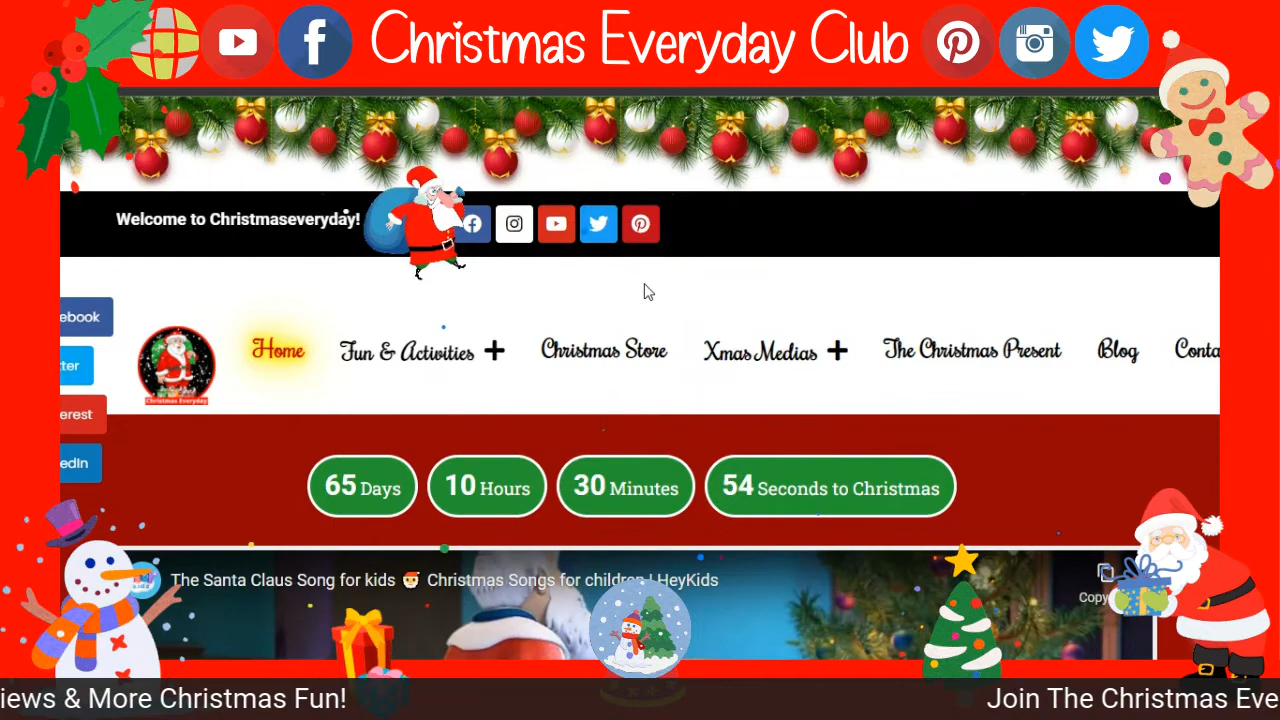 Christmas Everyday Club
Welcome to Christmaseveryday!
ebook
tter
erest
edIn
Christmas Everyday
Home
Fun & Activities +
Christmas Store
Xmas Medias +
The Christmas Present
Blog
Conta
65 Days
10 Hours
30 Minutes
54 Seconds to Christmas
The Santa Claus Song for kids 🎅 Christmas Songs for children | HeyKids
Copy
iews & More Christmas Fun!
Join The Christmas Eve